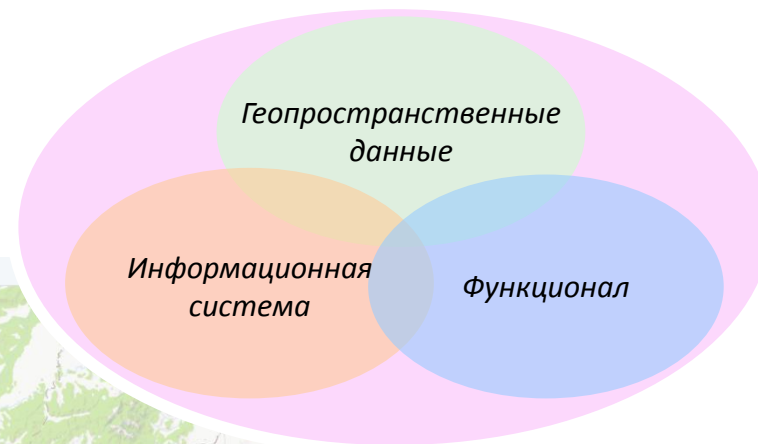 Геопространственные
данные
Информационная
система
Функционал